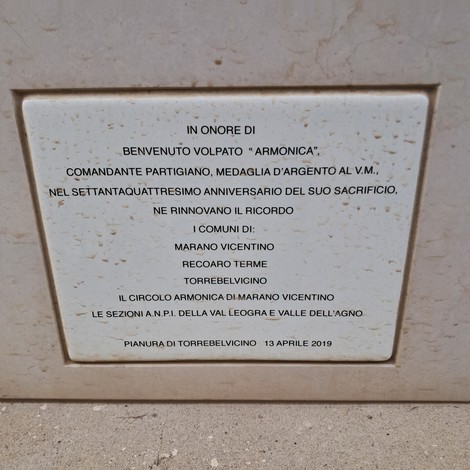 IN ONORE DI
BENVENUTO VOLPATO " ARMONICA",
COMANDANTE PARTIGIANO, MEDAGLIA D'ARGENTO AL V.M.,
NEL SETTANTAQUATTRESIMO ANNIVERSARIO DEL SUO SACRIFICIO,
NE RINNOVANO IL RICORDO
I COMUNI DI:
MARANO VICENTINO
RECOARO TERME
TORREBELVICINO
IL CIRCOLO ARMONICA DI MARANO VICENTINO
LE SEZIONI A.N.P.I. DELLA VAL LEOGRA E VALLE DELL'AGNO
PIANURA DI TORREBELVICINO 13 APRILE 2019